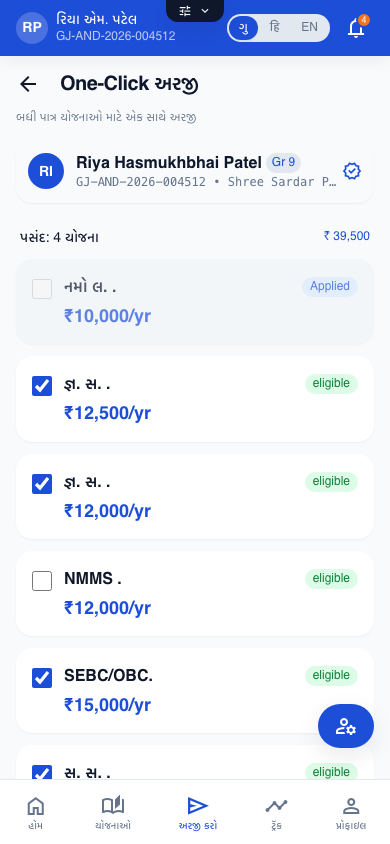 RP
રિયા એમ. પટેલ
GJ-AND-2026-004512
ગુ
हि
EN
4
One-Click અરજી
બધી પાત્ર યોજનાઓ માટે એક સાથે અરજી
RI
Riya Hasmukhbhai Patel
Gr 9
GJ-AND-2026-004512 • Shree Sardar P…
પસંદ: 4 યોજના
₹ 39,500
નમો લ. .
Applied
₹10,000/yr
જ્ઞ. સ. .
eligible
₹12,500/yr
જ્ઞ. સ. .
eligible
₹12,000/yr
NMMS .
eligible
₹12,000/yr
SEBC/OBC.
eligible
₹15,000/yr
સ. સ. .
eligible
હોમ
યોજનાઓ
અરજી કરો
ટ્રૅક
પ્રોફાઇલ